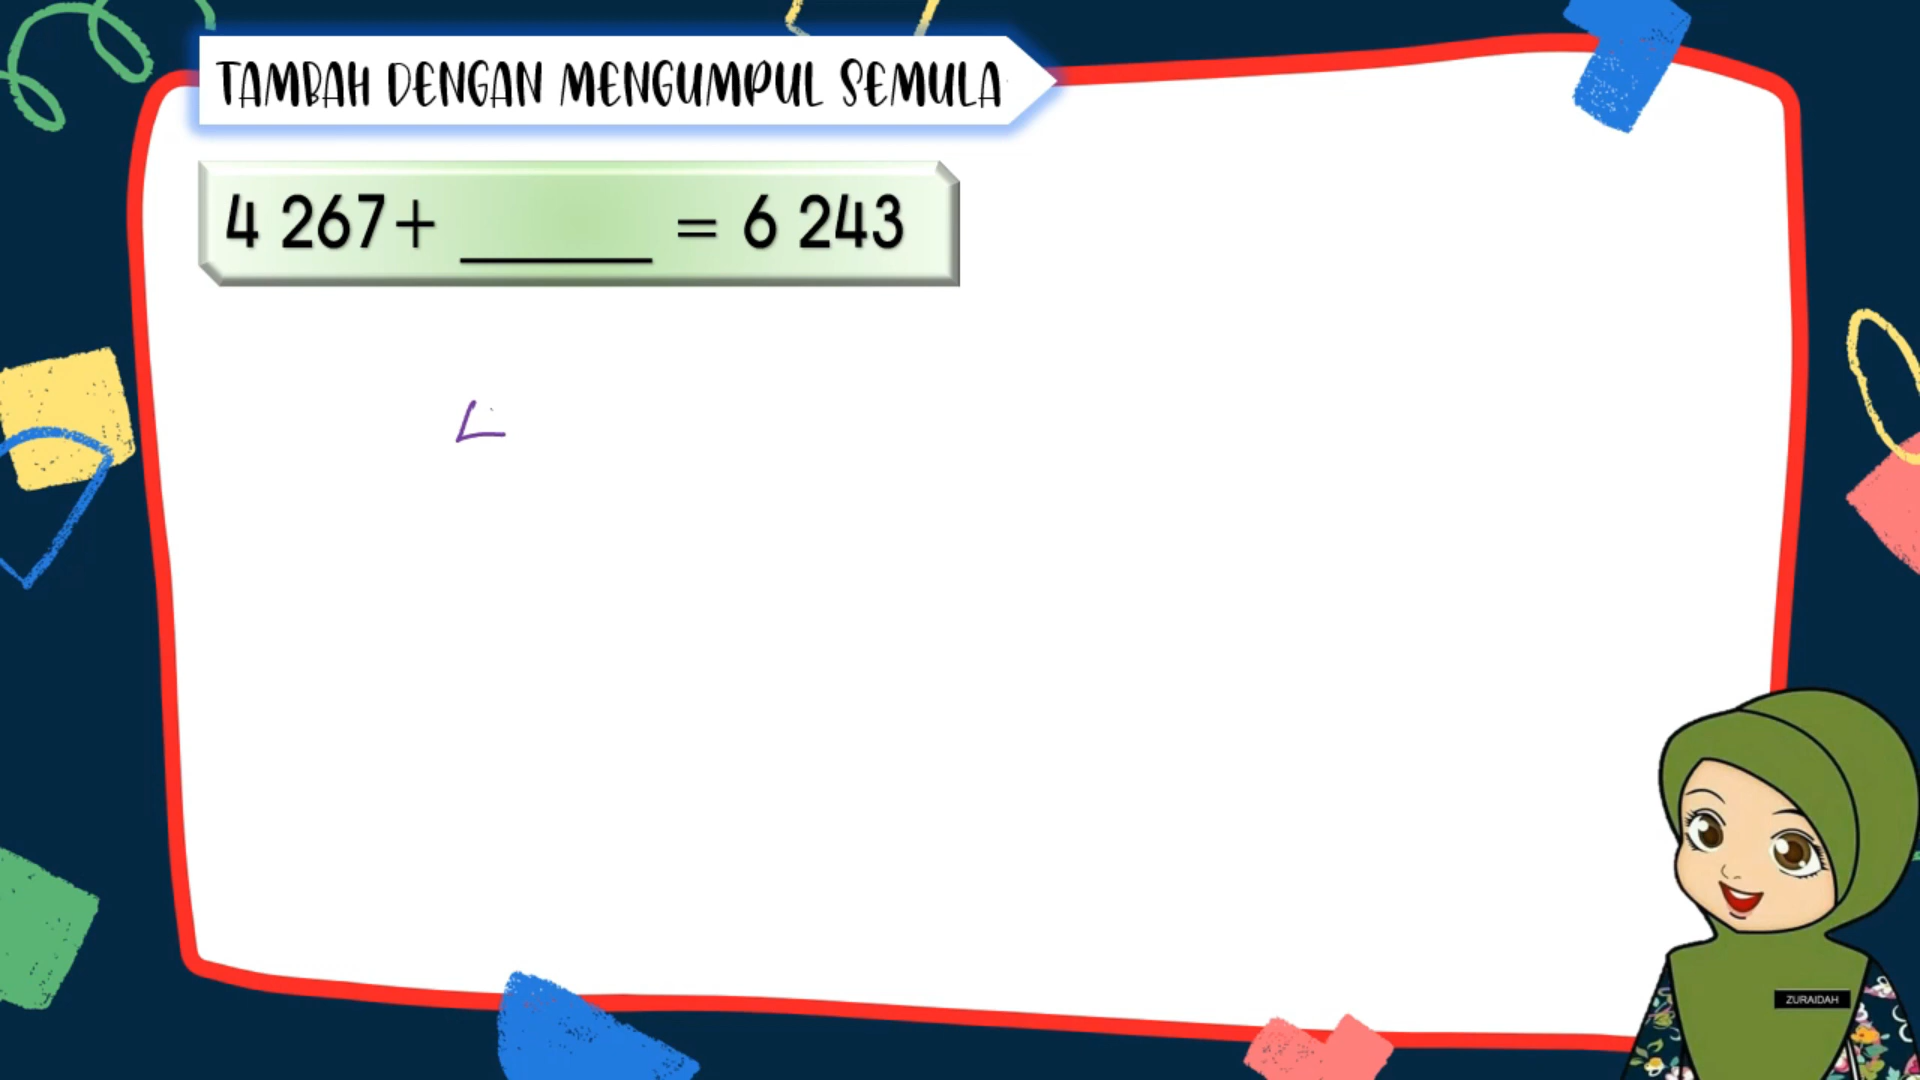 TAMBAH DENGAN MENGUMPUL SEMULA
4 267+ ______ = 6 243
ZURAIDAH